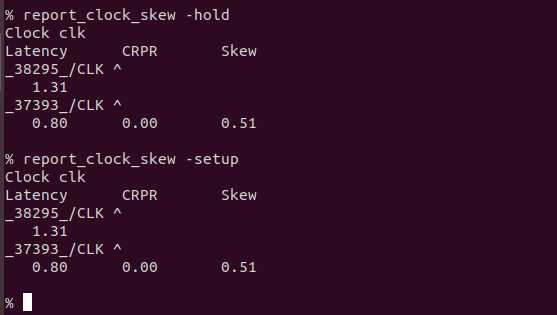 % report_clock_skew -hold
Clock clk
Latency      CRPR       Skew
_38295_/CLK ^
   1.31
_37393_/CLK ^
   0.80      0.00       0.51
% report_clock_skew -setup
Clock clk
Latency      CRPR       Skew
_38295_/CLK ^
   1.31
_37393_/CLK ^
   0.80      0.00       0.51
%